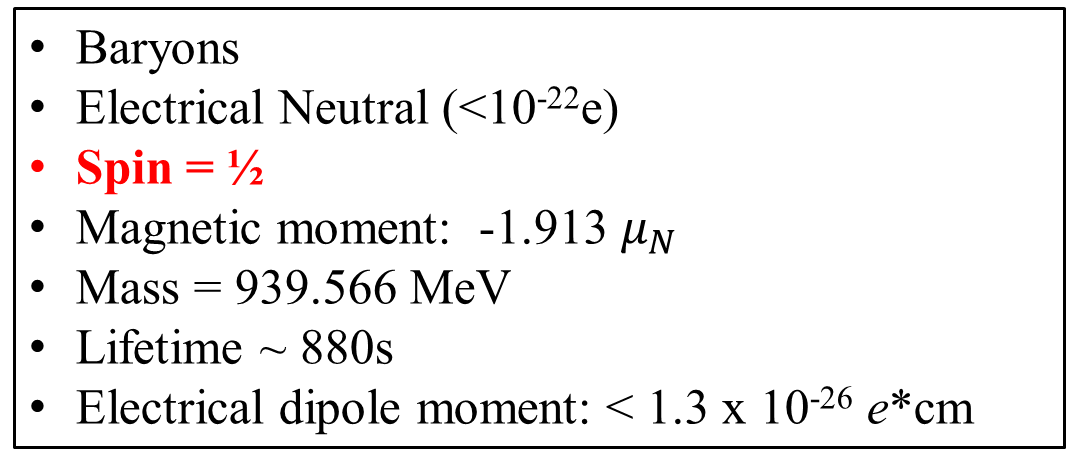 • Baryons
• Electrical Neutral (<10⁻²²e)
• Spin = ½
• Magnetic moment: -1.913 𝜇𝑁
• Mass = 939.566 MeV
• Lifetime ~ 880s
• Electrical dipole moment: < 1.3 x 10⁻²⁶ e*cm